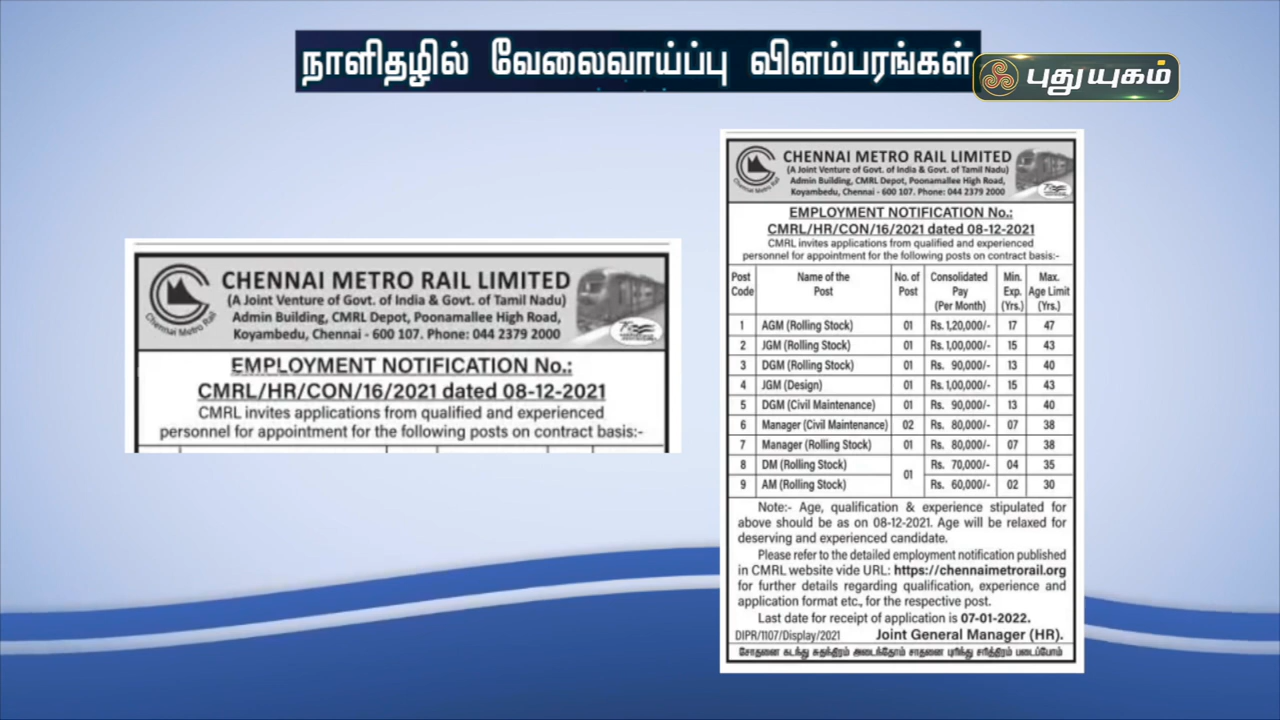 நாளிதழில் வேலைவாய்ப்பு விளம்பரங்கள்
புதுயுகம்
CHENNAI METRO RAIL LIMITED
(A Joint Venture of Govt. of India & Govt. of Tamil Nadu)
Admin Building, CMRL Depot, Poonamallee High Road,
Koyambedu, Chennai - 600 107. Phone: 044 2379 2000
Chennai Metro Rail
EMPLOYMENT NOTIFICATION No.:
CMRL/HR/CON/16/2021 dated 08-12-2021
CMRL invites applications from qualified and experienced
personnel for appointment for the following posts on contract basis:-
CHENNAI METRO RAIL LIMITED
(A Joint Venture of Govt. of India & Govt. of Tamil Nadu)
Admin Building, CMRL Depot, Poonamallee High Road,
Koyambedu, Chennai - 600 107. Phone: 044 2379 2000
Chennai Metro Rail
EMPLOYMENT NOTIFICATION No.:
CMRL/HR/CON/16/2021 dated 08-12-2021
CMRL invites applications from qualified and experienced
personnel for appointment for the following posts on contract basis:-
Post Code Name of the Post No. of Post Consolidated Pay (Per Month) Min. Exp. (Yrs.) Max. Age Limit (Yrs.)
1 AGM (Rolling Stock) 01 Rs. 1,20,000/- 17 47
2 JGM (Rolling Stock) 01 Rs. 1,00,000/- 15 43
3 DGM (Rolling Stock) 01 Rs. 90,000/- 13 40
4 JGM (Design) 01 Rs. 1,00,000/- 15 43
5 DGM (Civil Maintenance) 01 Rs. 90,000/- 13 40
6 Manager (Civil Maintenance) 02 Rs. 80,000/- 07 38
7 Manager (Rolling Stock) 01 Rs. 80,000/- 07 38
8 DM (Rolling Stock) 01 Rs. 70,000/- 04 35
9 AM (Rolling Stock) Rs. 60,000/- 02 30
Note:- Age, qualification & experience stipulated for
above should be as on 08-12-2021. Age will be relaxed for
deserving and experienced candidate.
Please refer to the detailed employment notification published
in CMRL website vide URL: https://chennaimetrorail.org
for further details regarding qualification, experience and
application format etc., for the respective post.
Last date for receipt of application is 07-01-2022.
DIPR/1107/Display/2021 Joint General Manager (HR).
சோதனை கடந்து சுதந்திரம் அடைந்தோம் சாதனை புரிந்து சரித்திரம் படைப்போம்